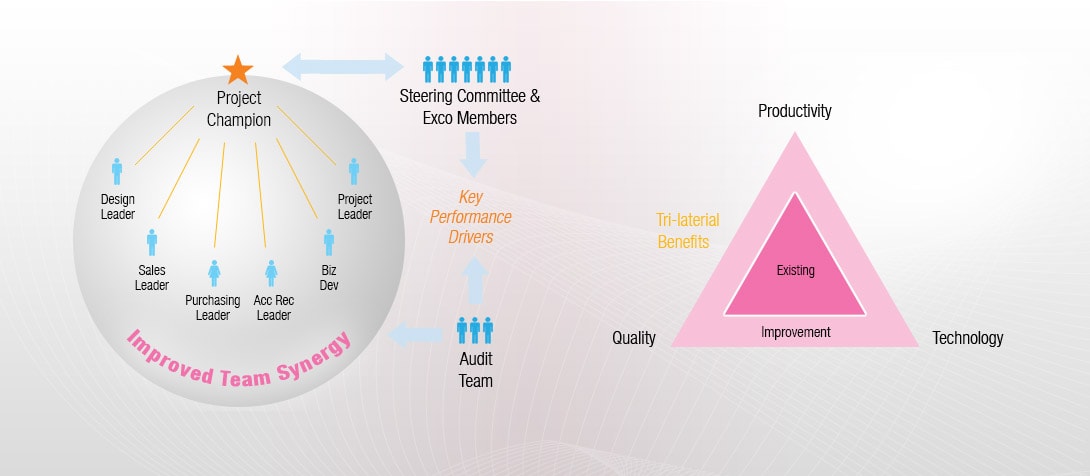 Project
Champion
Design
Leader
Sales
Leader
Purchasing
Leader
Acc Rec
Leader
Biz
Dev
Project
Leader
Improved Team Synergy
Steering Committee &
Exco Members
Key
Performance
Drivers
Audit
Team
Productivity
Tri-laterial
Benefits
Existing
Improvement
Quality
Technology